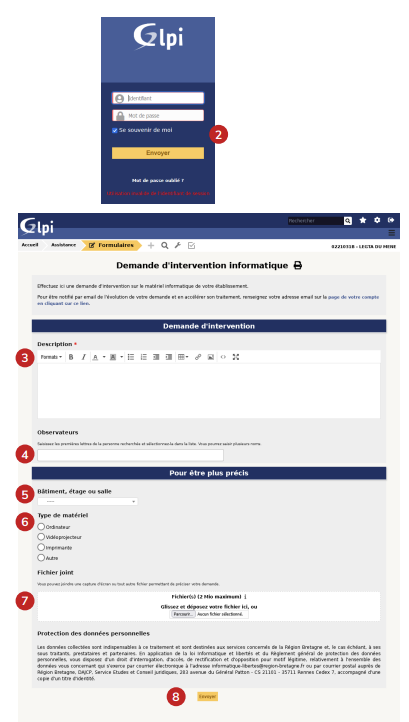 Glpi
Identifiant
Mot de passe
Se souvenir de moi
2
Envoyer
Mot de passe oublié ?
Rechercher
Glpi
Accueil Assistance Formulaires
0221031B - LEGTA DU MENE
Demande d'intervention informatique
Effectuez ici une demande d'intervention sur le matériel informatique de votre établissement.
Pour être notifié par email de l'évolution de votre demande et en accélérer son traitement, renseignez votre adresse email sur la page de votre compte
en cliquant sur ce lien.
Demande d'intervention
3
Description *
Formats B I A A
Observateurs
Saisissez les premières lettres de la personne recherchée et sélectionnez-la dans la liste. Vous pouvez saisir plusieurs noms.
4
Pour être plus précis
5
Bâtiment, étage ou salle
-----
6
Type de matériel
Ordinateur
Vidéoprojecteur
Imprimante
Autre
Fichier joint
Vous pouvez joindre une capture d'écran ou tout autre fichier permettant de préciser votre demande.
7
Fichier(s) (2 Mio maximum) i
Glissez et déposez votre fichier ici, ou
Parcourir... Aucun fichier sélectionné.
Protection des données personnelles
Les données collectées sont indispensables à ce traitement et sont destinées aux services concernés de la Région Bretagne et, le cas échéant, à ses
sous traitants, prestataires et partenaires. En application de la loi informatique et libertés et du Règlement général de protection des données
personnelles, vous disposez d'un droit d'interrogation, d'accès, de rectification et d'opposition pour motif légitime, relativement à l'ensemble des
données vous concernant qui s'exerce par courrier électronique à l'adresse informatique-libertes@region-bretagne.fr ou par courrier postal auprès de
Région Bretagne, DAJCP, Service Etudes et Conseil juridiques, 283 avenue du Général Patton - CS 21101 - 35711 Rennes Cedex 7, accompagné d'une
copie d'un titre d'identité.
8
Envoyer